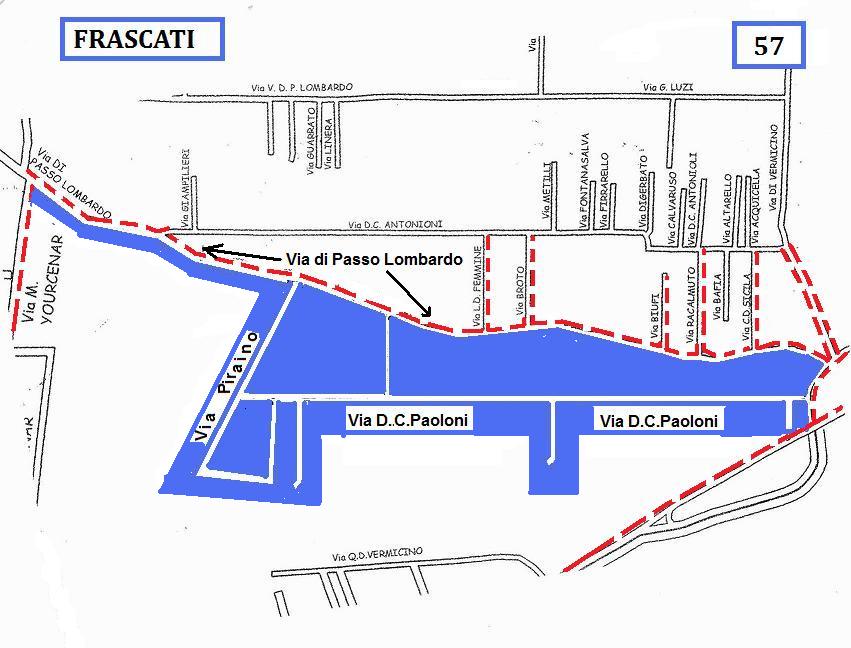 FRASCATI
57
Via
Via V. D. P. LOMBARDO
Via G. LUZI
Via GUARRATO
Via LINERA
Via DI
PASSO LOMBARDO
Via GIAMPILIERI
Via METILLI
Via FONTANASALVA
Via FIRRARELLO
Via DIGERBATO
Via CALVARUSO
Via D.C. ANTONIOLI
Via ALTARELLO
Via ACQUICELLA
Via DI VERMICINO
Via D.C. ANTONIONI
Via di Passo Lombardo
Via M.
YOURCENAR
Via L.D. FEMMINE
Via BROTO
Via BIUFI
Via RACALMUTO
Via BAFIA
Via C.D. SICILA
Via Piraino
Via D..C.Paoloni
Via D.C.Paoloni
Via Q.D.VERMICINO